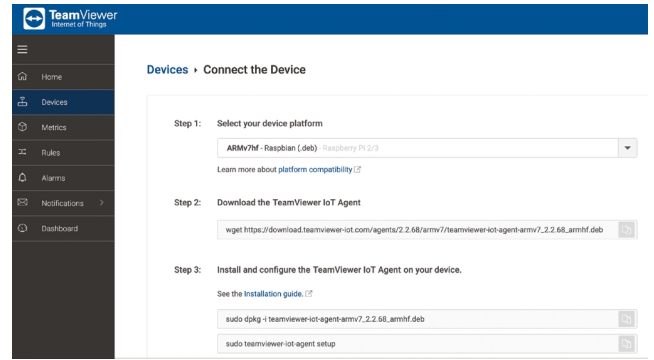 TeamViewer
Internet of Things
Home
Devices
Metrics
Rules
Alarms
Notifications >
Dashboard
Devices › Connect the Device
Step 1: Select your device platform
ARMv7hf - Raspbian (.deb) - Raspberry Pi 2/3
Learn more about platform compatibility
Step 2: Download the TeamViewer IoT Agent
wget https://download.teamviewer-iot.com/agents/2.2.68/armv7/teamviewer-iot-agent-armv7_2.2.68_armhf.deb
Step 3: Install and configure the TeamViewer IoT Agent on your device.
See the Installation guide.
sudo dpkg -i teamviewer-iot-agent-armv7_2.2.68_armhf.deb
sudo teamviewer-iot-agent setup